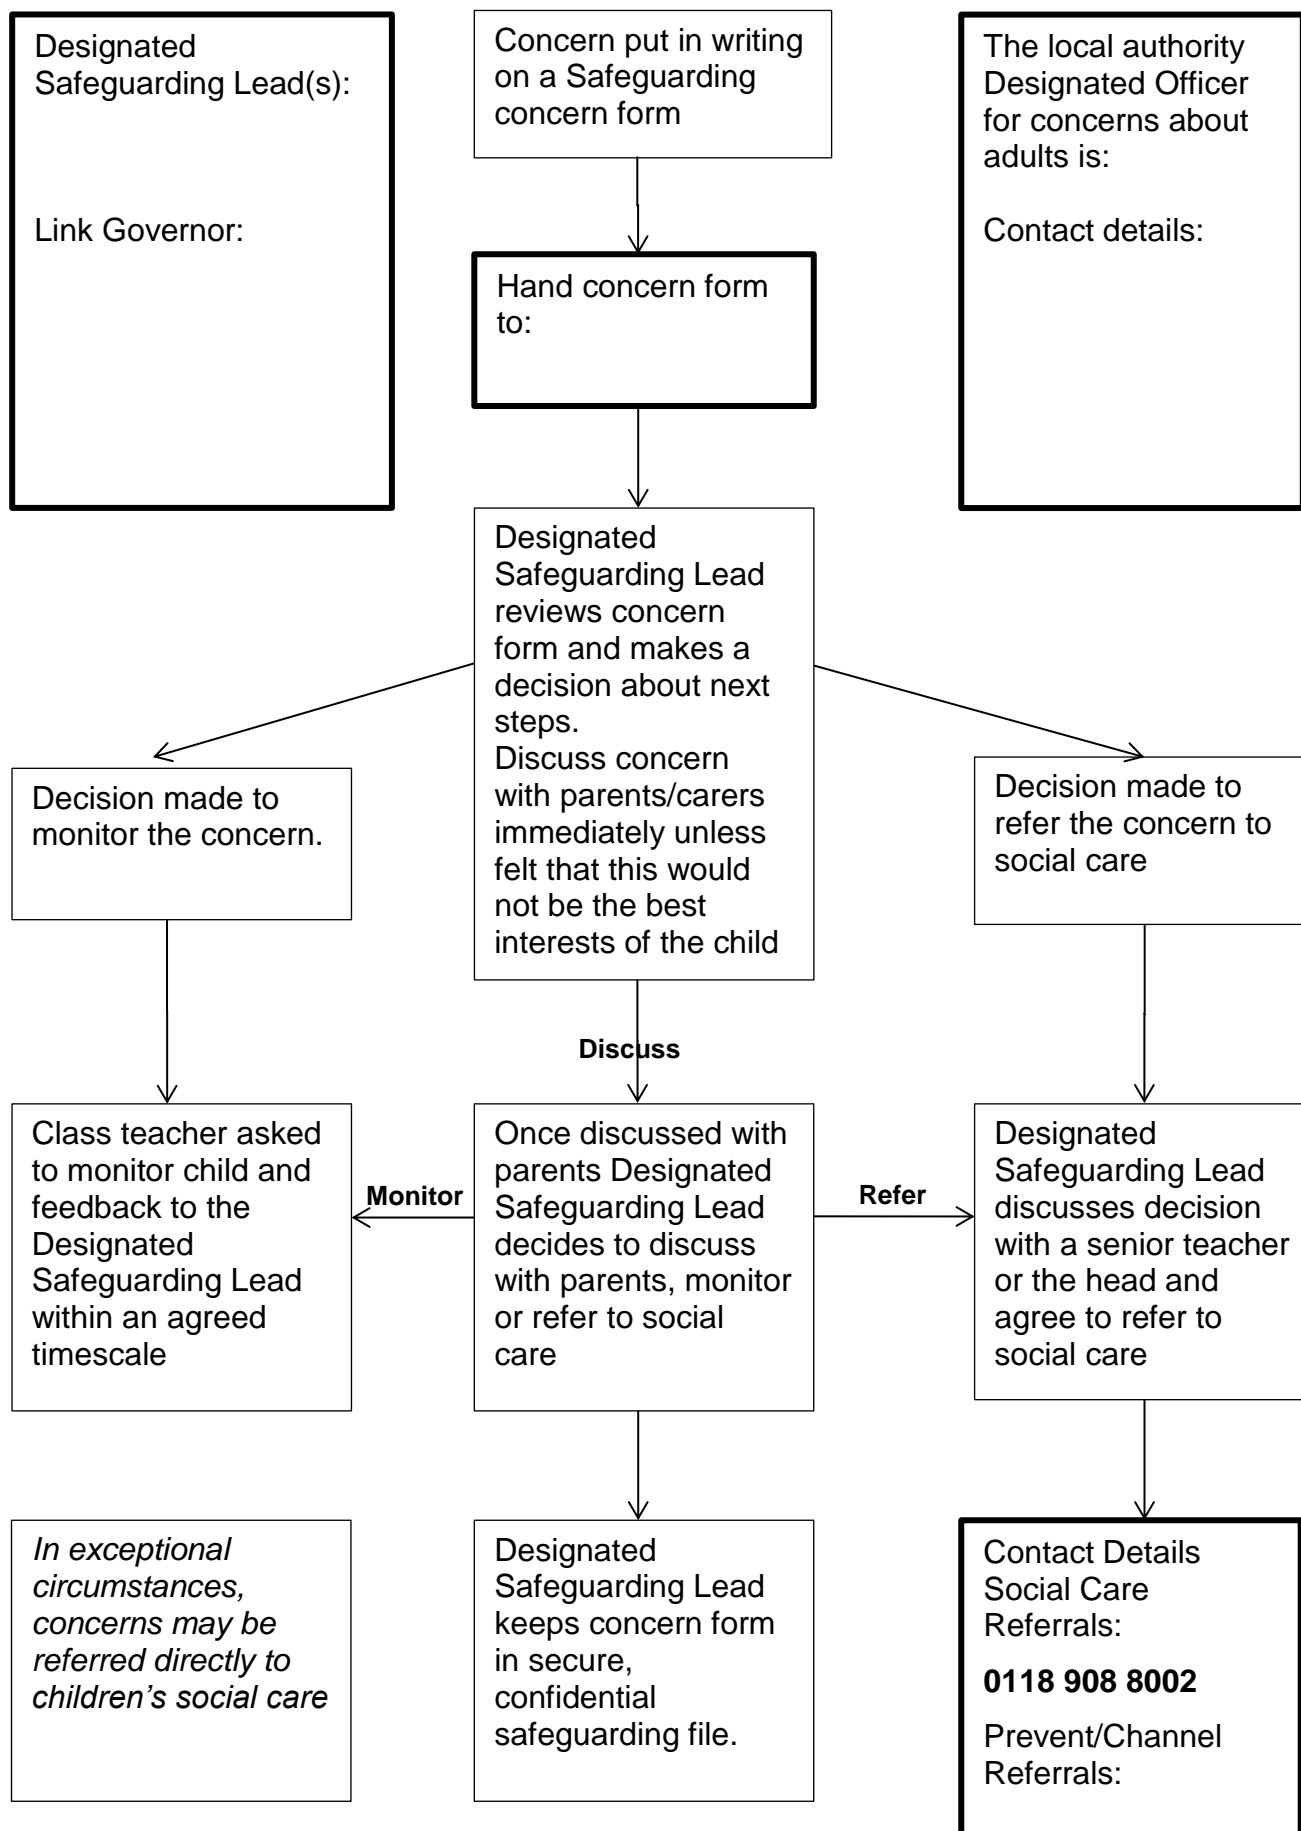 Designated
Safeguarding Lead(s):
Link Governor:
Concern put in writing
on a Safeguarding
concern form
The local authority
Designated Officer
for concerns about
adults is:
Contact details:
Hand concern form
to:
Designated
Safeguarding Lead
reviews concern
form and makes a
decision about next
steps.
Discuss concern
with parents/carers
immediately unless
felt that this would
not be the best
interests of the child
Decision made to
monitor the concern.
Decision made to
refer the concern to
social care
Discuss
Class teacher asked
to monitor child and
feedback to the
Designated
Safeguarding Lead
within an agreed
timescale
Monitor
Once discussed with
parents Designated
Safeguarding Lead
decides to discuss
with parents, monitor
or refer to social
care
Refer
Designated
Safeguarding Lead
discusses decision
with a senior teacher
or the head and
agree to refer to
social care
In exceptional
circumstances,
concerns may be
referred directly to
children’s social care
Designated
Safeguarding Lead
keeps concern form
in secure,
confidential
safeguarding file.
Contact Details
Social Care
Referrals:
0118 908 8002
Prevent/Channel
Referrals: